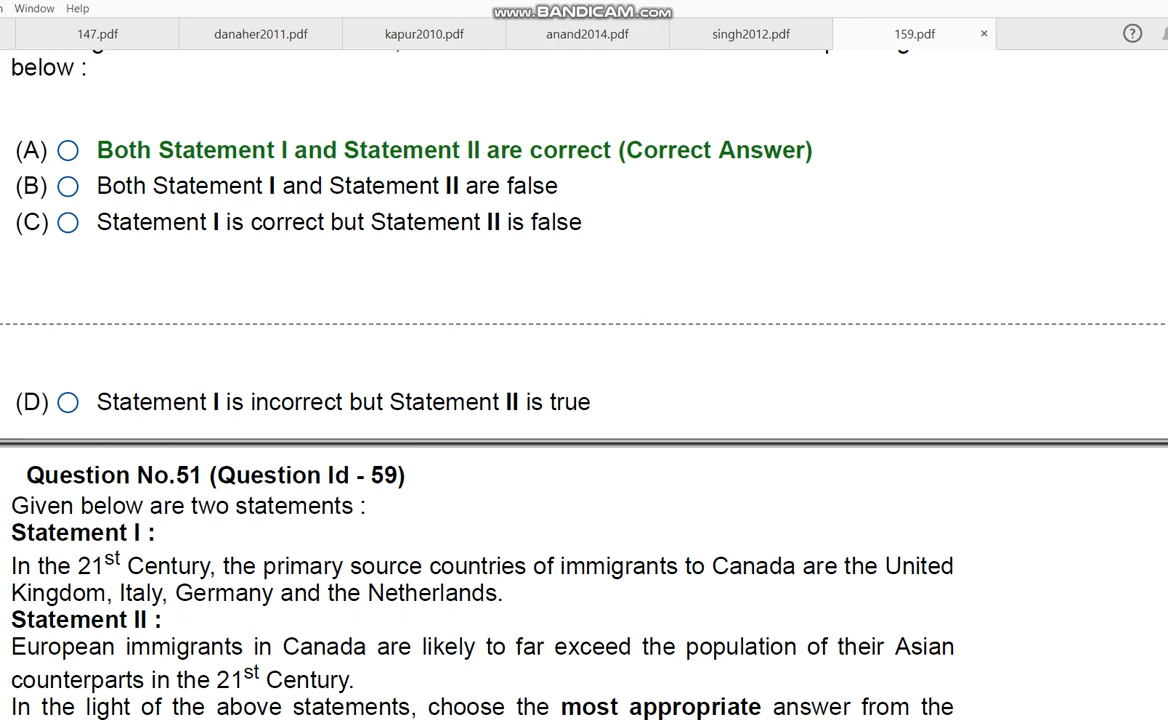 Window Help
www.BANDICAM.com
147.pdf danaher2011.pdf kapur2010.pdf anand2014.pdf singh2012.pdf 159.pdf × ?
below :
(A) Both Statement I and Statement II are correct (Correct Answer)
(B) Both Statement I and Statement II are false
(C) Statement I is correct but Statement II is false
(D) Statement I is incorrect but Statement II is true
Question No.51 (Question Id - 59)
Given below are two statements :
Statement I :
In the 21st Century, the primary source countries of immigrants to Canada are the United
Kingdom, Italy, Germany and the Netherlands.
Statement II :
European immigrants in Canada are likely to far exceed the population of their Asian
counterparts in the 21st Century.
In the light of the above statements, choose the most appropriate answer from the